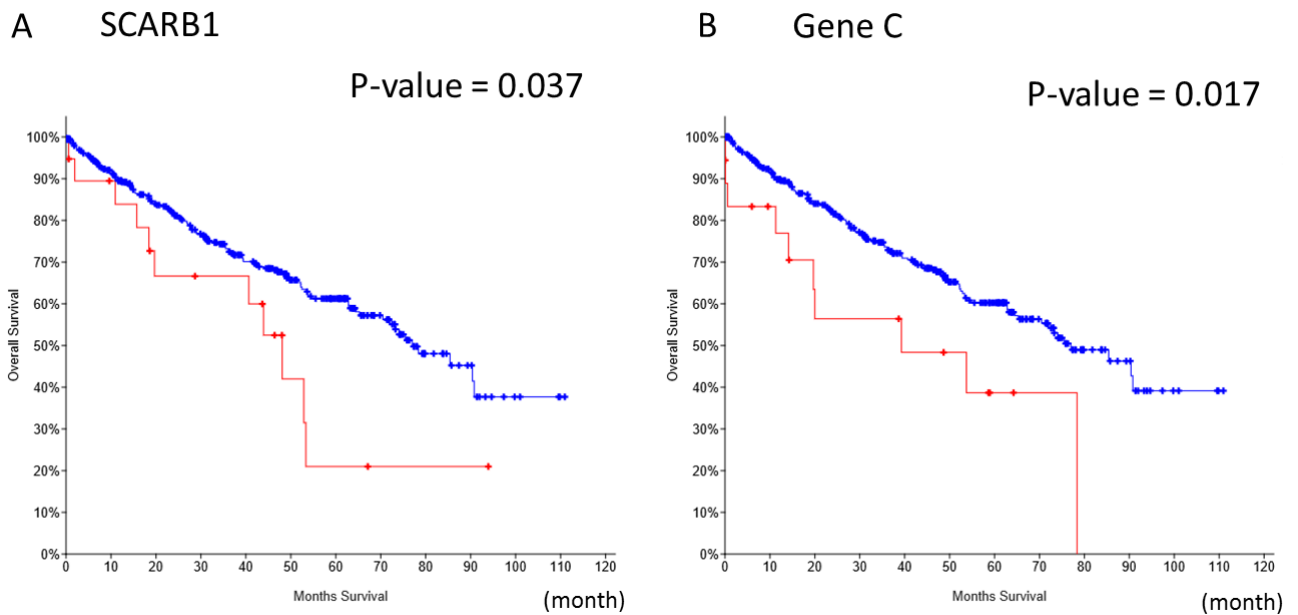 A SCARB1
P-value = 0.037
Overall Survival
100%
90%
80%
70%
60%
50%
40%
30%
20%
10%
0%
0 10 20 30 40 50 60 70 80 90 100 110 120
Months Survival
(month)
B Gene C
P-value = 0.017
Overall Survival
100%
90%
80%
70%
60%
50%
40%
30%
20%
10%
0%
0 10 20 30 40 50 60 70 80 90 100 110 120
Months Survival
(month)